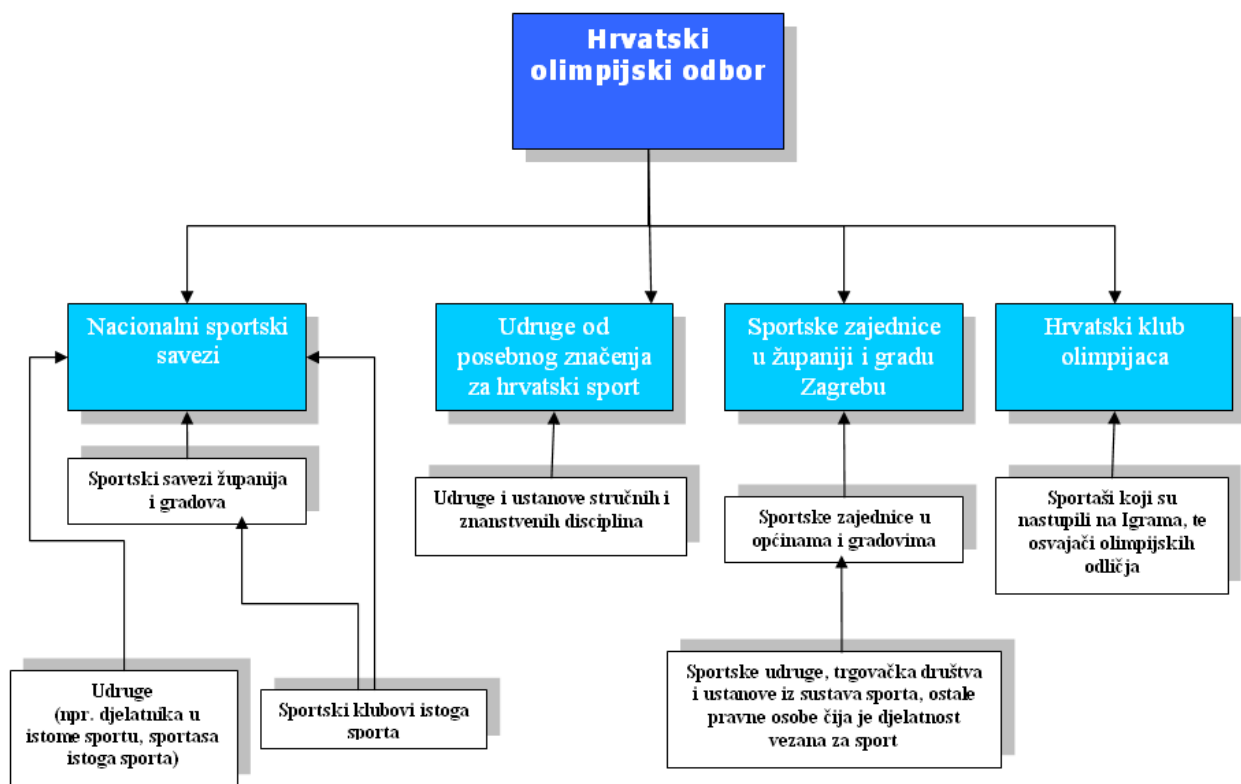 Hrvatski
olimpijski odbor
Nacionalni sportski
savezi
Udruge od
posebnog značenja
za hrvatski sport
Sportske zajednice
u županiji i gradu
Zagrebu
Hrvatski klub
olimpijaca
Sportski savezi županija
i gradova
Udruge i ustanove stručnih i
znanstvenih disciplina
Sportske zajednice u
općinama i gradovima
Sportaši koji su
nastupili na Igrama, te
osvajači olimpijskih
odličja
Udruge
(npr. djelatnika u
istome sportu, sportasa
istoga sporta)
Sportski klubovi istoga
sporta
Sportske udruge, trgovačka društva
i ustanove iz sustava sporta, ostale
pravne osobe čija je djelatnost
vezana za sport